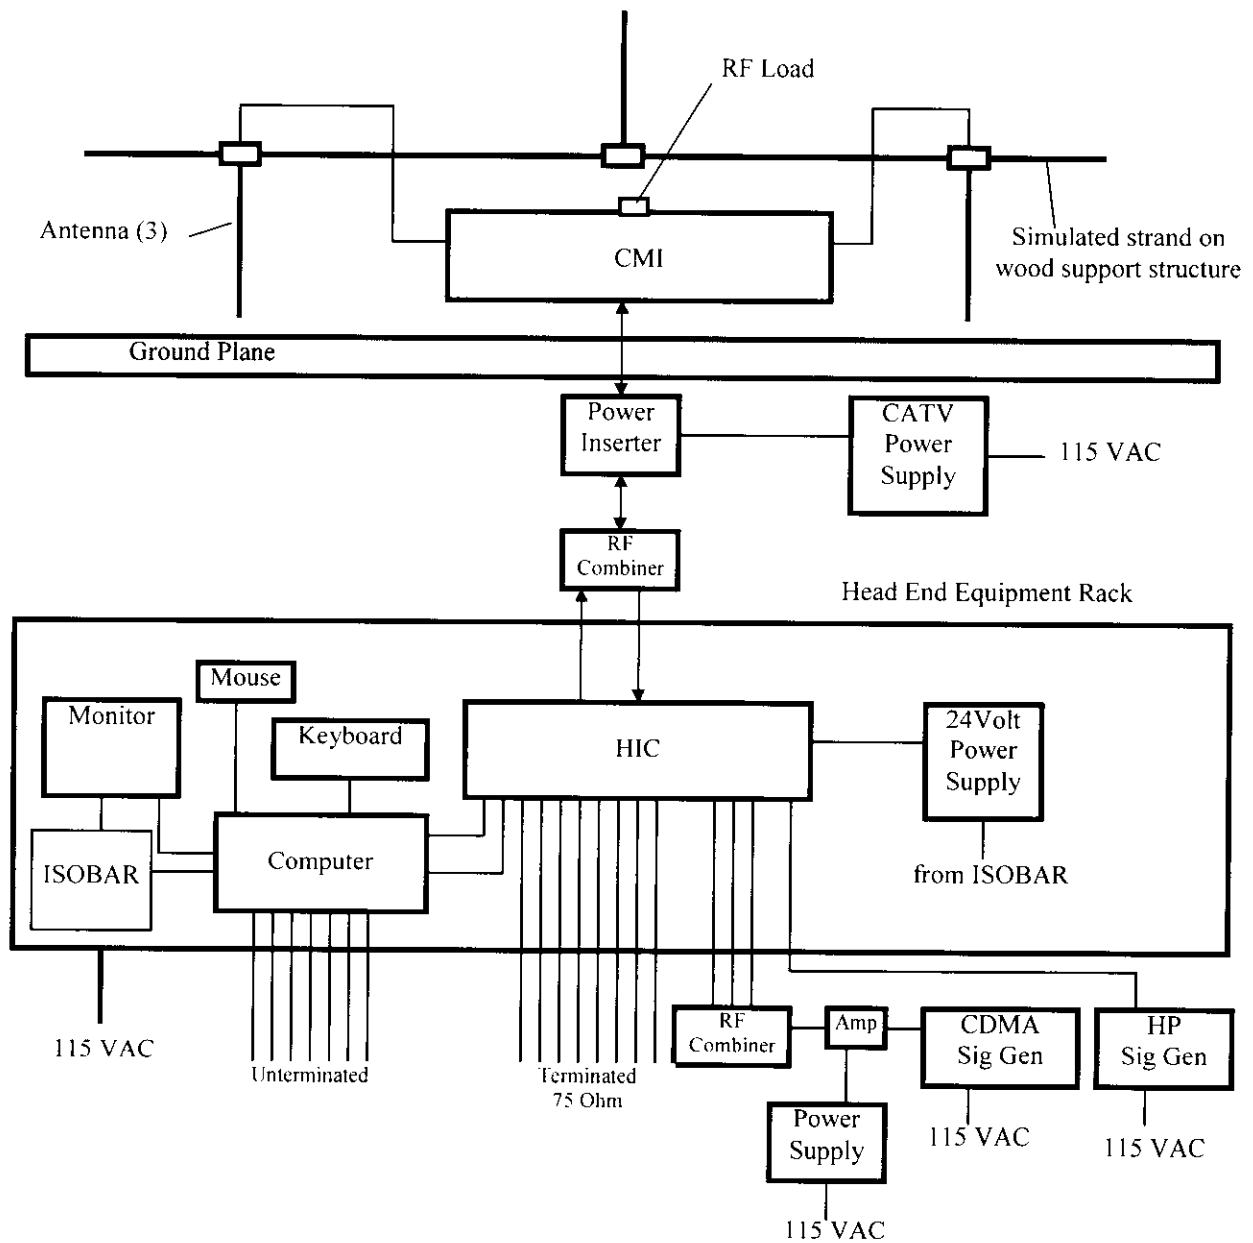 RF Load
Antenna (3)
CMI
Simulated strand on
wood support structure
Ground Plane
Power
Inserter
CATV
Power
Supply
115 VAC
RF
Combiner
Head End Equipment Rack
Mouse
Monitor
Keyboard
HIC
24Volt
Power
Supply
ISOBAR
Computer
from ISOBAR
115 VAC
Unterminated
Terminated
75 Ohm
RF
Combiner
Amp
CDMA
Sig Gen
HP
Sig Gen
Power
Supply
115 VAC
115 VAC
115 VAC